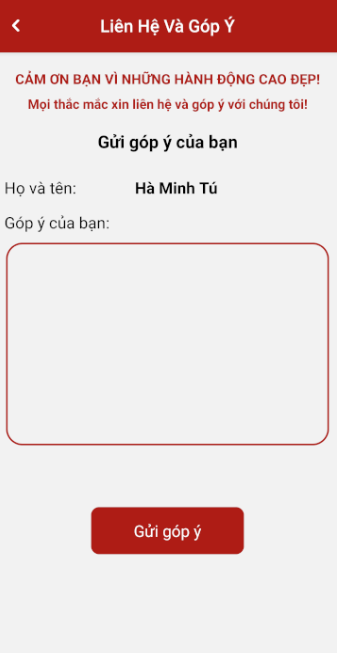 Liên Hệ Và Góp Ý
CẢM ƠN BẠN VÌ NHỮNG HÀNH ĐỘNG CAO ĐẸP!
Mọi thắc mắc xin liên hệ và góp ý với chúng tôi!
Gửi góp ý của bạn
Họ và tên: Hà Minh Tú
Góp ý của bạn:
Gửi góp ý